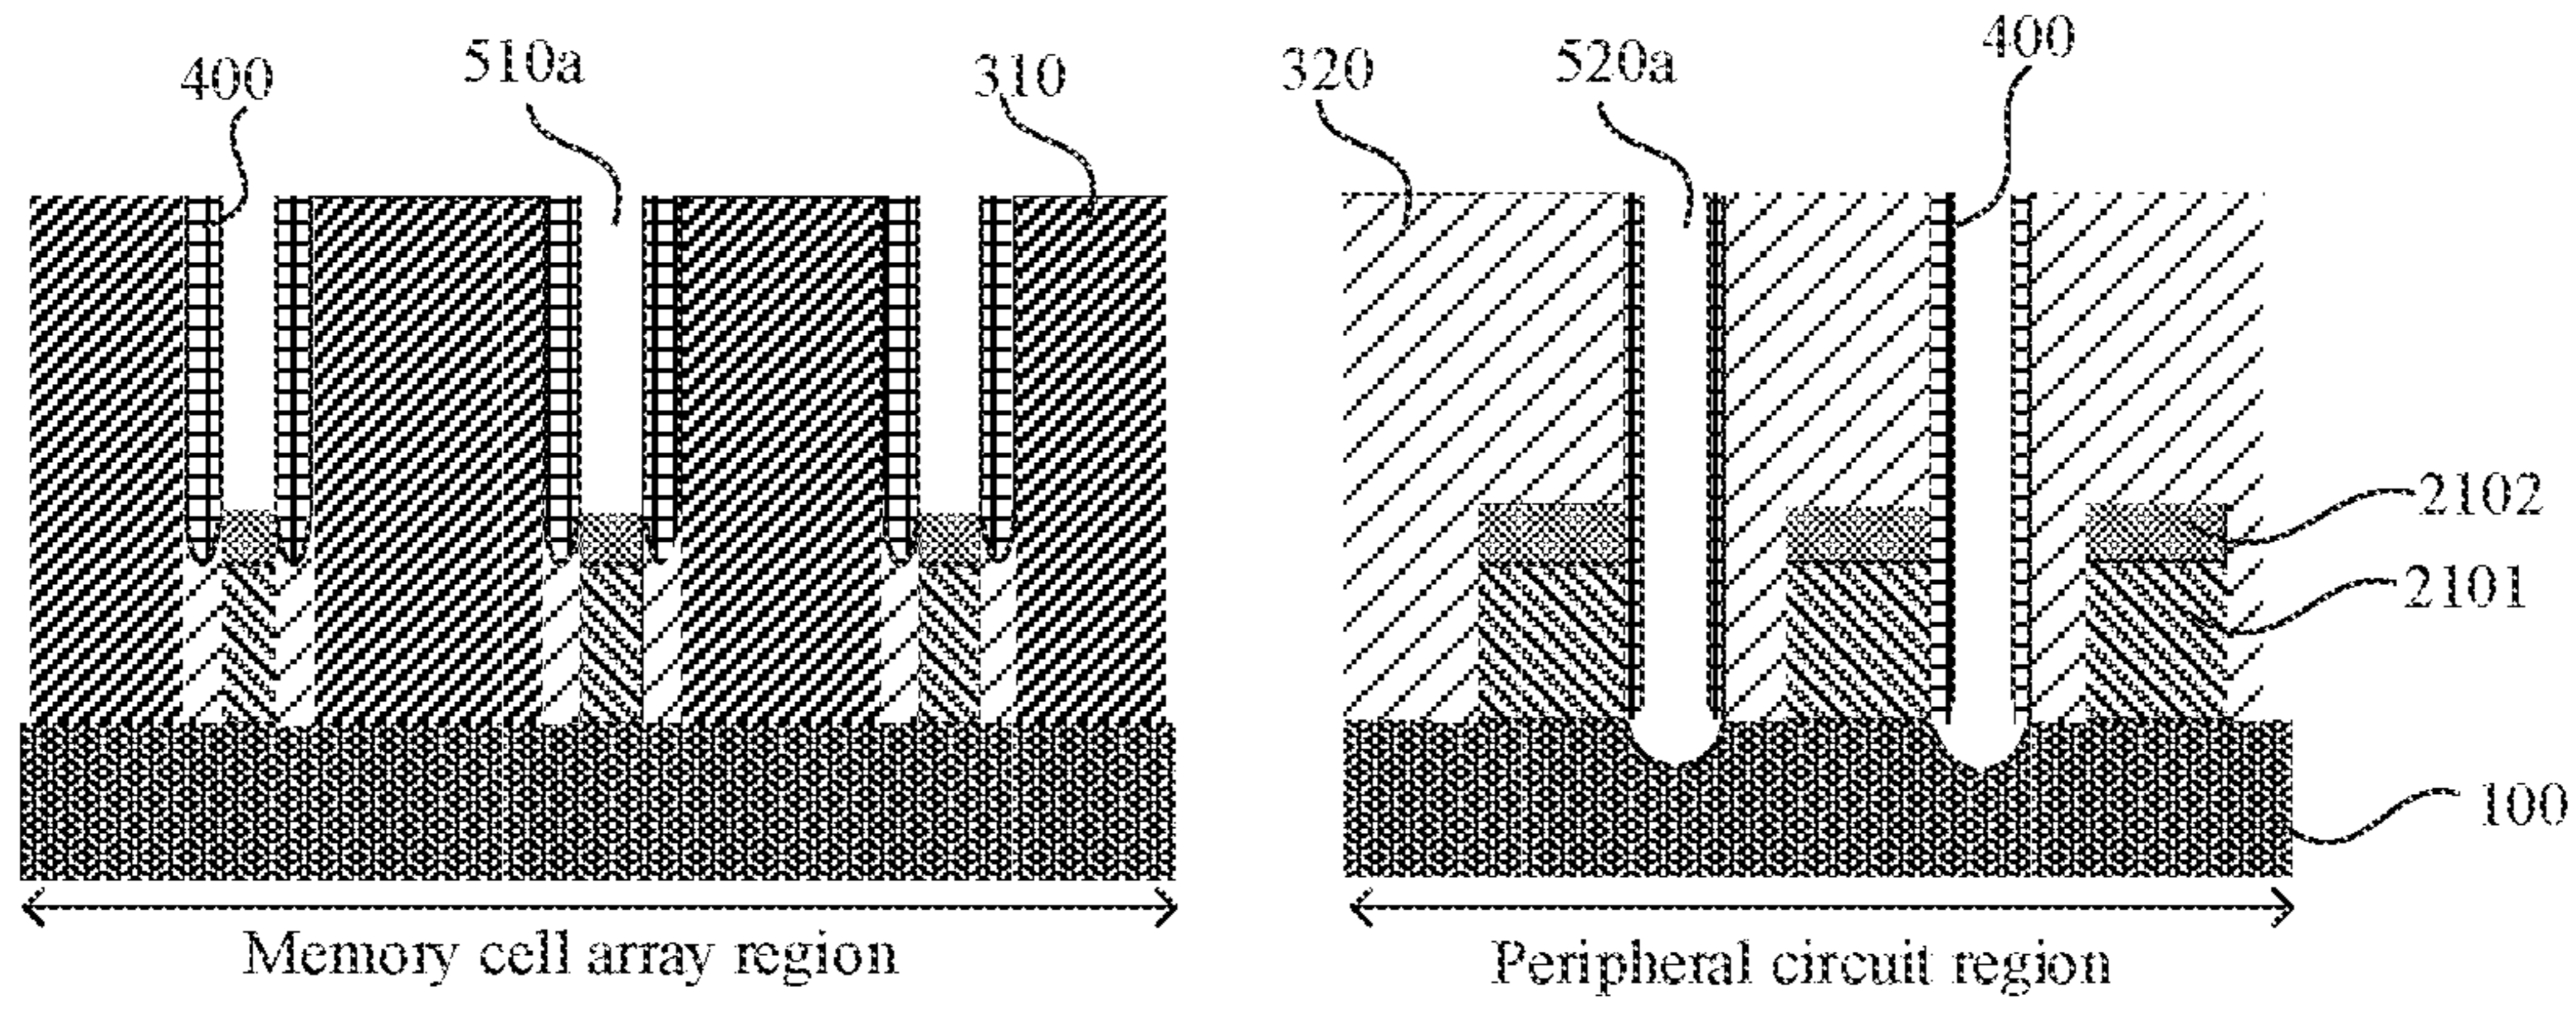 400
510a
310
320
520a
400
2102
2101
100
Memory cell array region
Peripheral circuit region